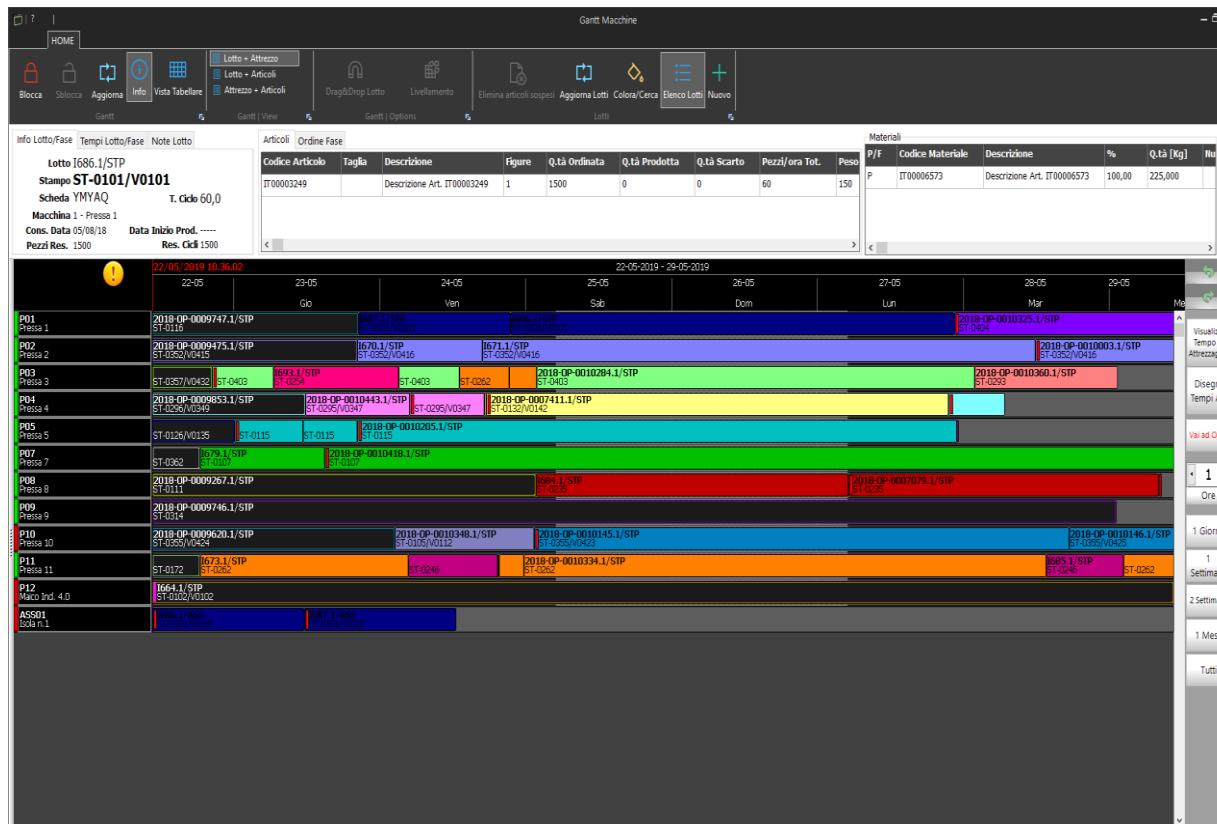 ?
Gantt Macchine
HOME
Blocca
Sblocca
Aggiorna
Info
Vista Tabellare
Lotto + Attrezzo
Lotto + Articoli
Attrezzo + Articoli
Drag&Drop Lotto
Livellamento
Elimina articoli sospesi
Aggiorna Lotti
Colora/Cerca
Elenco Lotti
Nuovo
Gantt
Gantt | View
Gantt | Options
Lotti
Info Lotto/Fase Tempi Lotto/Fase Note Lotto
Lotto I686.1/STP
Stampo ST-0101/V0101
Scheda YMYAQ T. Ciclo 60,0
Macchina 1 - Pressa 1
Cons. Data 05/08/18 Data Inizio Prod. -----
Pezzi Res. 1500 Res. Cicli 1500
Articoli Ordine Fase
Codice Articolo Taglia Descrizione Figure Q.tà Ordinata Q.tà Prodotta Q.tà Scarto Pezzi/ora Tot. Peso
IT00003249 Descrizione Art. IT00003249 1 1500 0 0 60 150
Materiali
P/F Codice Materiale Descrizione % Q.tà [Kg] Nu
P IT00006573 Descrizione Art. IT00006573 100,00 225,000
22/05/2019 10.36.02 22-05-2019 - 29-05-2019
22-05 23-05 24-05 25-05 26-05 27-05 28-05 29-05
Gio Ven Sab Dom Lun Mar Me
P01 2018-OP-0009747.1/STP 2018-OP-0010325.1/STP
Pressa 1 ST-0116 ST-0404
P02 2018-OP-0009475.1/STP I670.1/STP I671.1/STP 2018-OP-0010003.1/STP
Pressa 2 ST-0352/V0415 ST-0352/V0416 ST-0352/V0416 ST-0352/V0416
P03 I693.1/STP 2018-OP-0010284.1/STP 2018-OP-0010360.1/STP
Pressa 3 ST-0357/V0432 ST-0403 ST-0254 ST-0403 ST-0262 ST-0403 ST-0293
P04 2018-OP-0009853.1/STP 2018-OP-0010443.1/STP 2018-OP-0007411.1/STP
Pressa 4 ST-0296/V0349 ST-0295/V0347 ST-0295/V0347 ST-0132/V0142
P05 2018-OP-0010205.1/STP
Pressa 5 ST-0126/V0135 ST-0115 ST-0115 ST-0115
P07 I679.1/STP 2018-OP-0010418.1/STP
Pressa 7 ST-0362 ST-0107 ST-0107
P08 2018-OP-0009267.1/STP I684.1/STP 2018-OP-0007079.1/STP
Pressa 8 ST-0111 ST-0235 ST-0235
P09 2018-OP-0009746.1/STP
Pressa 9 ST-0314
P10 2018-OP-0009620.1/STP 2018-OP-0010348.1/STP 2018-OP-0010145.1/STP 2018-OP-0010146.1/STP
Pressa 10 ST-0355/V0424 ST-0105/V0112 ST-0355/V0423 ST-0355/V0425
P11 I673.1/STP 2018-OP-0010334.1/STP I685.1/STP
Pressa 11 ST-0172 ST-0262 ST-0246 ST-0262 ST-0246 ST-0262
P12 I664.1/STP
Maico Ind. 4.0 ST-0102/V0102
ASS01
Isola n.1
Visualiz
Tempo
Attrezzag
Disegn
Tempi A
Vai ad O
1
Ore
1 Giorn
1
Settima
2 Settim
1 Mes
Tutti